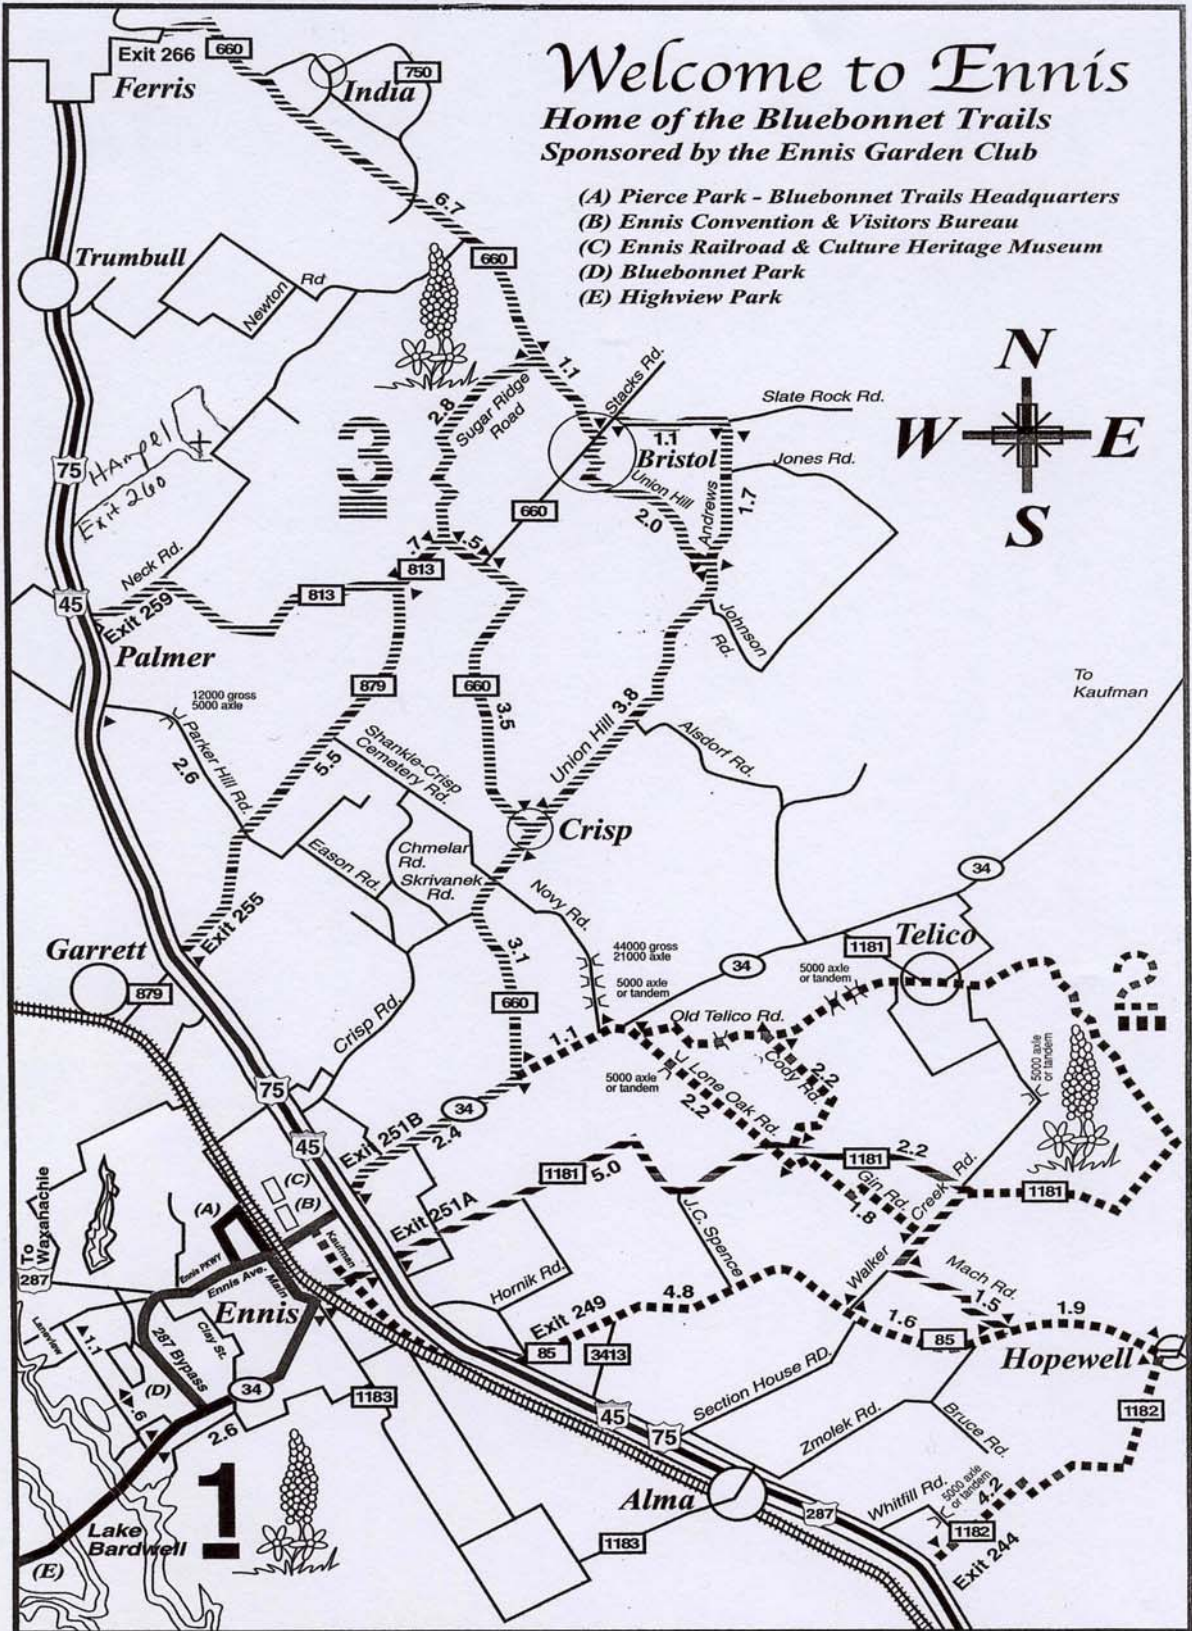 Welcome to Ennis
Home of the Bluebonnet Trails
Sponsored by the Ennis Garden Club
(A) Pierce Park - Bluebonnet Trails Headquarters
(B) Ennis Convention & Visitors Bureau
(C) Ennis Railroad & Culture Heritage Museum
(D) Bluebonnet Park
(E) Highview Park
Exit 266
660
Ferris
India
750
6.7
660
Trumbull
Newton
Rd
N
W
E
S
1.1
Stacks Rd.
Slate Rock Rd.
2.8
Sugar Ridge
Road
3
1.1
Bristol
Jones Rd.
Union Hill
2.0
Andrews
1.7
75
Hampel
X
Exit 260
660
Neck Rd.
.7
.5
813
813
45
Exit 259
Palmer
Johnson
Rd.
To
Kaufman
12000 gross
5000 axle
879
660
3.5
Parker Hill Rd.
2.6
5.5
Shankie-Crisp
Cemetery Rd.
Union Hill
3.8
Alsdorf Rd.
Crisp
Eason Rd.
Chmelar
Rd.
Skrivanek
Rd.
Novy Rd.
34
Exit 255
Garrett
879
3.1
44000 gross
21000 axle
5000 axle
or tandem
34
1181
Telico
5000 axle
or tandem
2
660
Crisp Rd.
1.1
Old Telico Rd.
Cody Rd.
2.2
5000 axle
or tandem
5000 axle
or tandem
Lone Oak Rd.
2.2
75
34
2.4
Exit 251B
45
1181
5.0
1181
2.2
Gin Rd.
1.8
Creek Rd.
1181
(C)
(B)
(A)
Exit 251A
J.C. Spence
Walker
To
Waxahachie
287
Kaufman
Ennis PKWY
Ennis Ave.
Main
Ennis
Hornik Rd.
Exit 249
4.8
Mach Rd.
1.5
1.9
1.6
85
Hopewell
Laneview
1.1
287 Bypass
Clay St.
85
3413
(D)
.6
34
2.6
1183
Section House RD.
45
75
Zmolek Rd.
Bruce Rd.
1182
1
Lake
Bardwell
(E)
Alma
287
Whitfill Rd.
5000 axle
or tandem
4.2
1182
1183
Exit 244